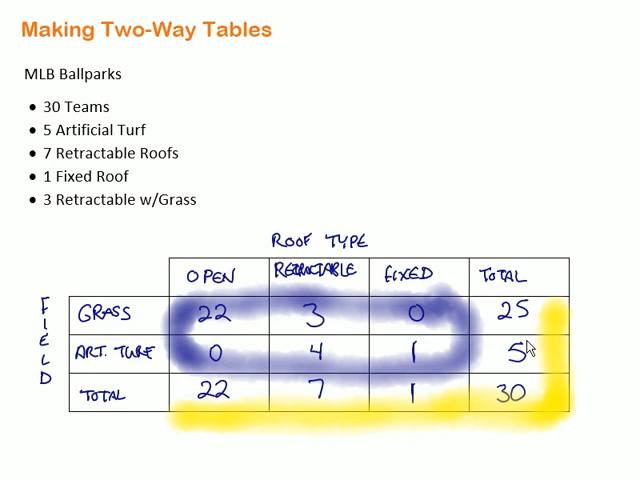 Making Two-Way Tables
MLB Ballparks
• 30 Teams
• 5 Artificial Turf
• 7 Retractable Roofs
• 1 Fixed Roof
• 3 Retractable w/Grass
ROOF TYPE
OPEN RETRACTABLE FIXED TOTAL
FIELD
GRASS 22 3 0 25
ART. TURF 0 4 1 5
TOTAL 22 7 1 30